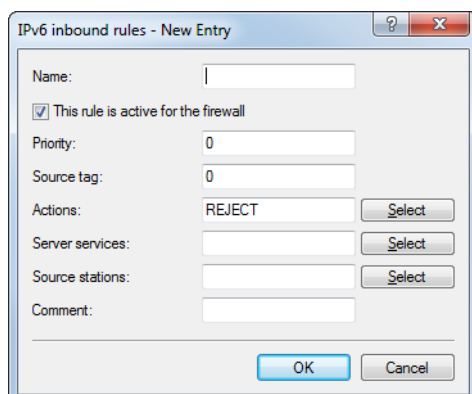 IPv6 inbound rules - New Entry
?
Name:
This rule is active for the firewall
Priority: 0
Source tag: 0
Actions: REJECT Select
Server services: Select
Source stations: Select
Comment:
OK Cancel